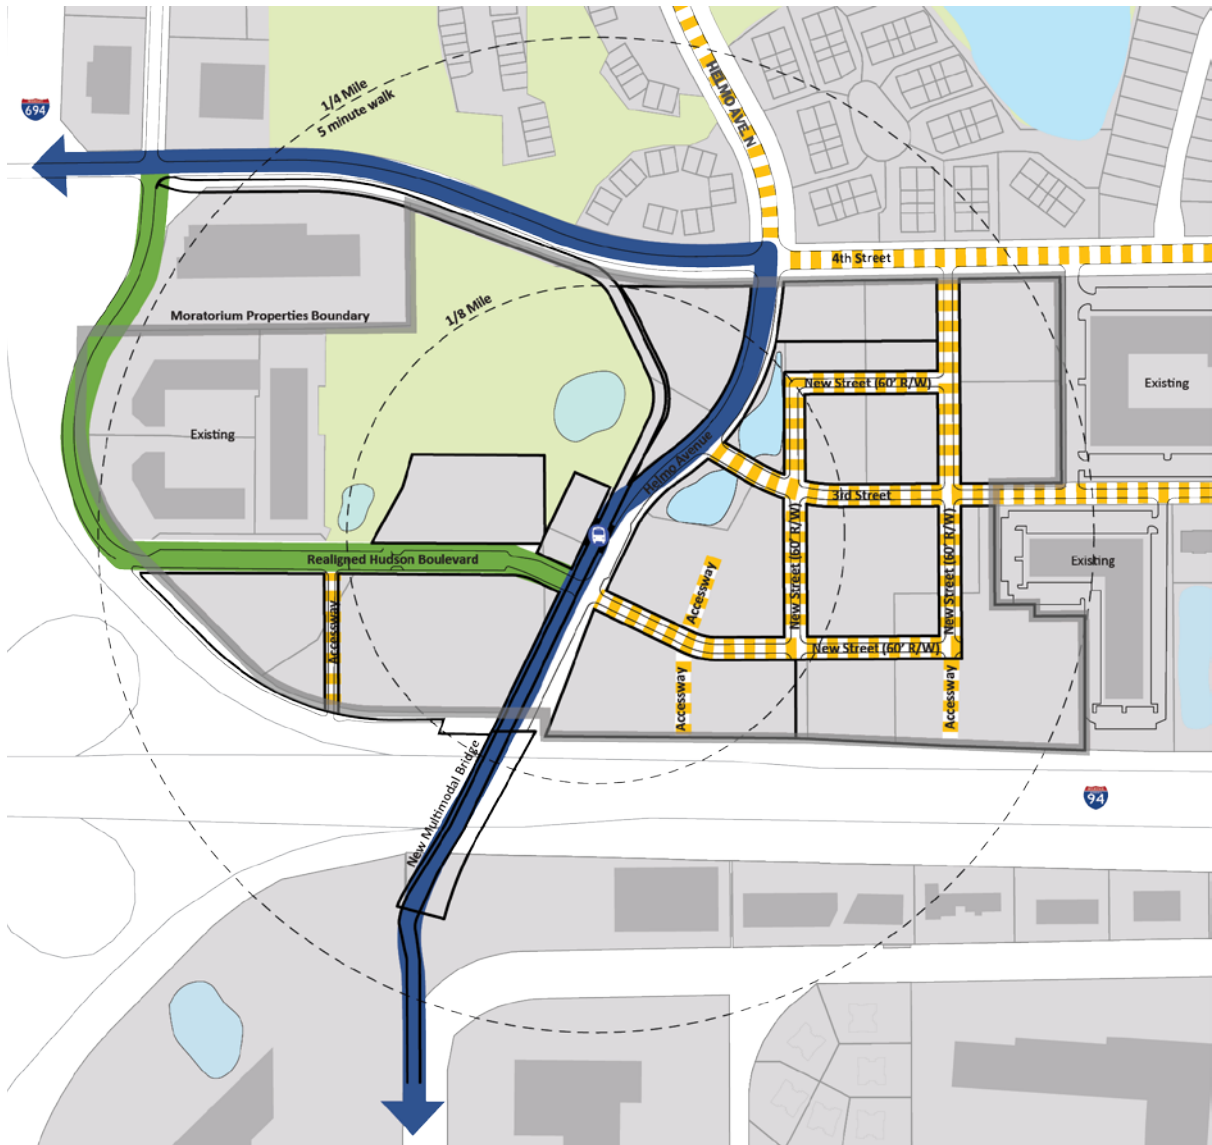 HELMO AVE. N
1/4 Mile
5 minute walk
694
4th Street
1/8 Mile
Moratorium Properties Boundary
New Street (60' R/W)
Existing
Existing
Helmo Avenue
3rd Street
New Street (60' R/W)
New Street (60' R/W)
Realigned Hudson Boulevard
Existing
Accessway
Accessway
New Street (60' R/W)
Accessway
Accessway
New Multimodal Bridge
94